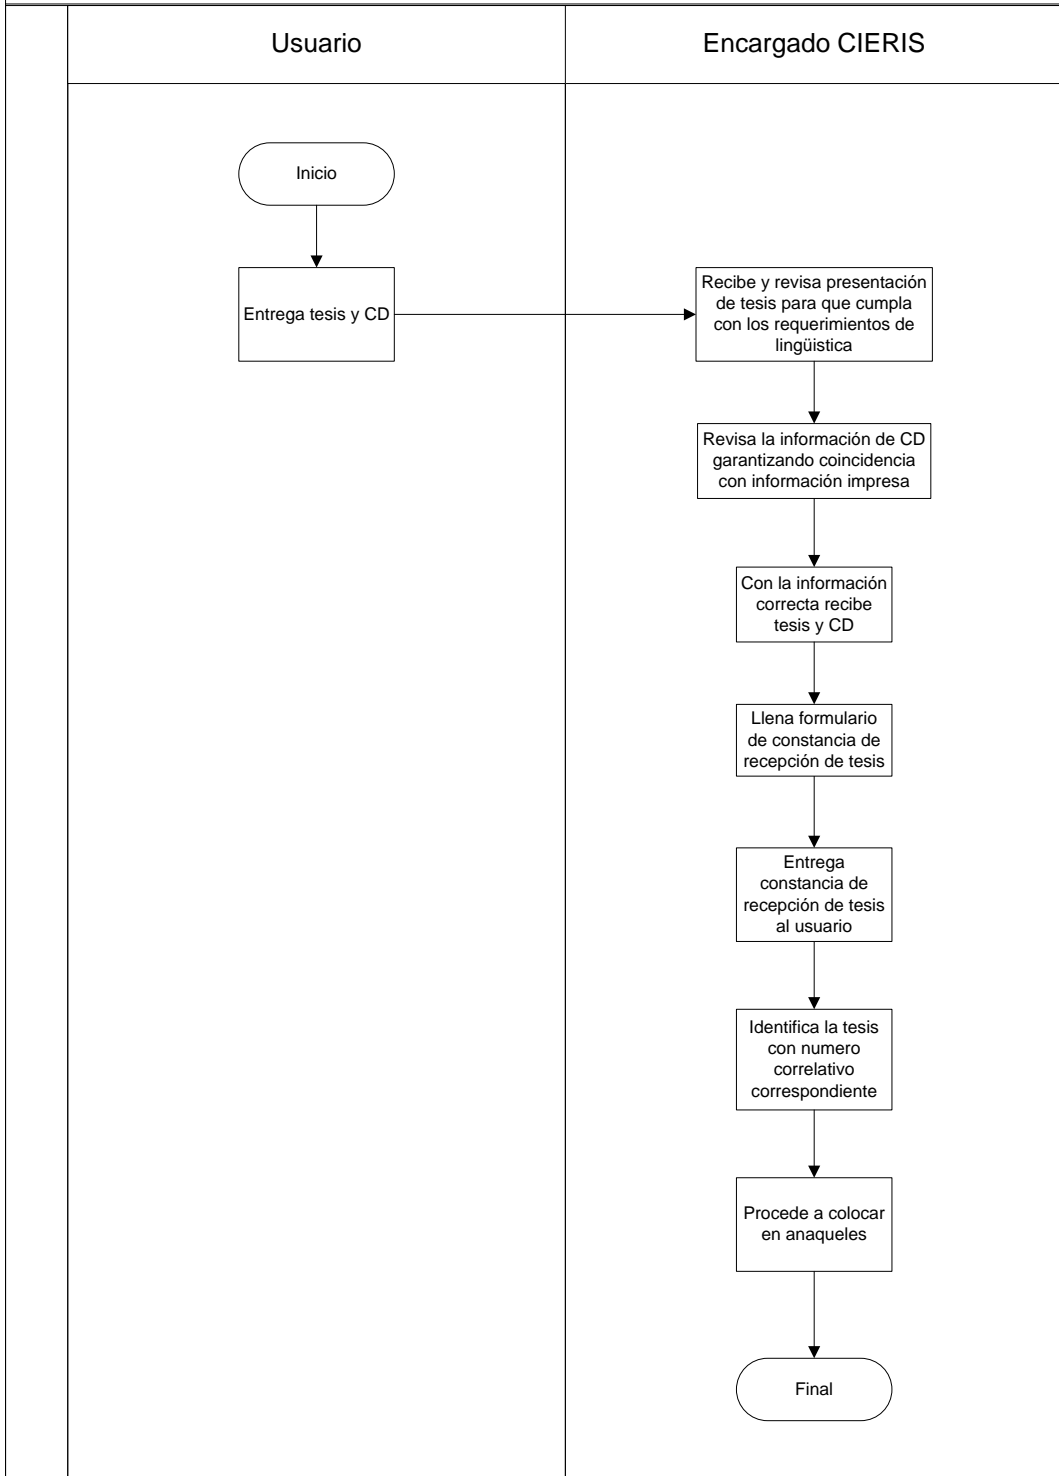 Usuario
Encargado CIERIS
Inicio
Entrega tesis y CD
Recibe y revisa presentación
de tesis para que cumpla
con los requerimientos de
lingüistica
Revisa la información de CD
garantizando coincidencia
con información impresa
Con la información
correcta recibe
tesis y CD
Llena formulario
de constancia de
recepción de tesis
Entrega
constancia de
recepción de tesis
al usuario
Identifica la tesis
con numero
correlativo
correspondiente
Procede a colocar
en anaqueles
Final